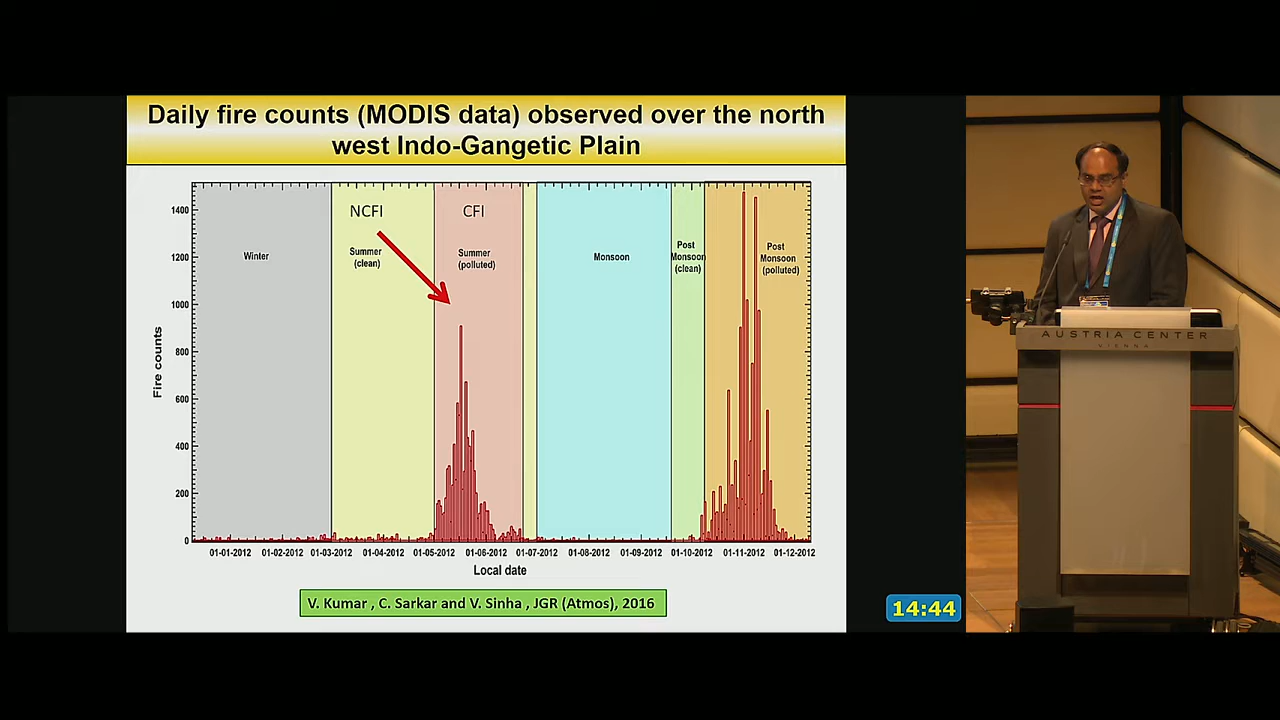 Daily fire counts (MODIS data) observed over the north
west Indo-Gangetic Plain
NCFI
CFI
Winter
Summer
(clean)
Summer
(polluted)
Monsoon
Post
Monsoon
(clean)
Post
Monsoon
(polluted)
Fire counts
1400
1200
1000
800
600
400
200
0
01-01-2012 01-02-2012 01-03-2012 01-04-2012 01-05-2012 01-06-2012 01-07-2012 01-08-2012 01-09-2012 01-10-2012 01-11-2012 01-12-2012
Local date
V. Kumar , C. Sarkar and V. Sinha , JGR (Atmos), 2016
14:44
AUSTRIA CENTER
VIENNA